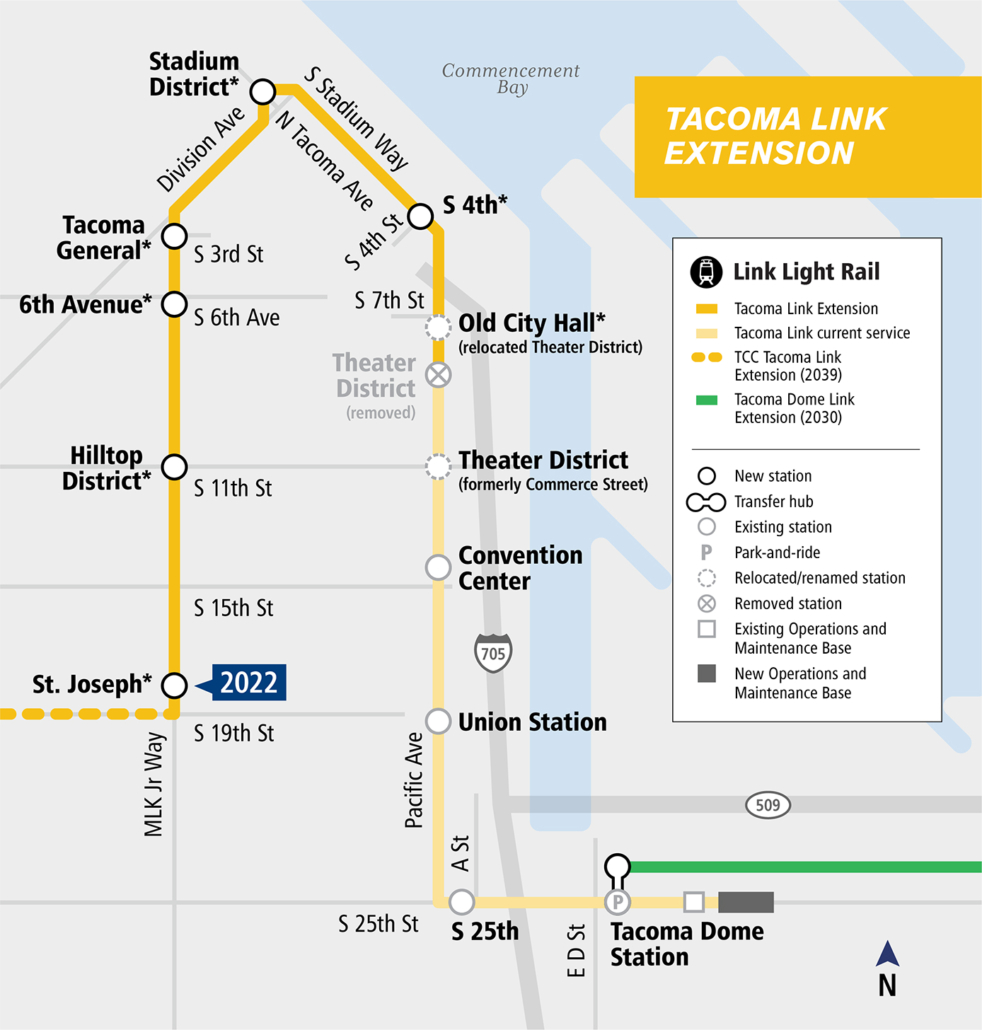 Commencement
Bay
TACOMA LINK
EXTENSION
Stadium
District*
S Stadium Way
N Tacoma Ave
Division Ave
S 4th*
S 4th St
Tacoma
General*
S 3rd St
6th Avenue*
S 6th Ave
S 7th St
Old City Hall*
(relocated Theater District)
Theater
District
(removed)
Hilltop
District*
S 11th St
Theater District
(formerly Commerce Street)
Convention
Center
S 15th St
705
St. Joseph*
2022
S 19th St
Union Station
MLK Jr Way
Pacific Ave
509
A St
S 25th St
S 25th
E D St
P
Tacoma Dome
Station
N
Link Light Rail
Tacoma Link Extension
Tacoma Link current service
TCC Tacoma Link
Extension (2039)
Tacoma Dome Link
Extension (2030)
New station
Transfer hub
Existing station
P Park-and-ride
Relocated/renamed station
Removed station
Existing Operations and
Maintenance Base
New Operations and
Maintenance Base